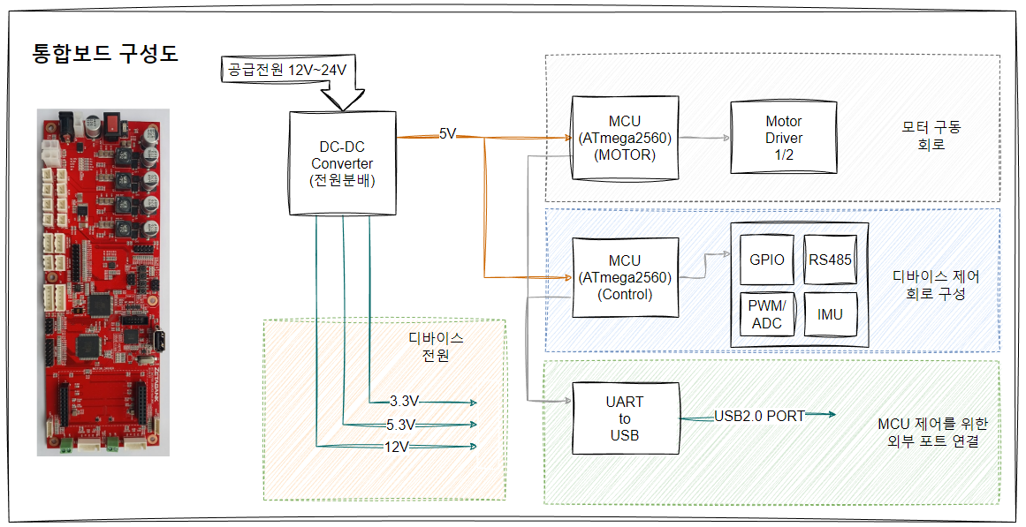 통합보드 구성도
공급전원 12V~24V
DC-DC
Converter
(전원분배)
5V
MCU
(ATmega2560)
(MOTOR)
Motor
Driver
1/2
모터 구동
회로
MCU
(ATmega2560)
(Control)
GPIO
RS485
PWM/
ADC
IMU
디바이스 제어
회로 구성
디바이스
전원
3.3V
5.3V
12V
UART
to
USB
USB2.0 PORT
MCU 제어를 위한
외부 포트 연결